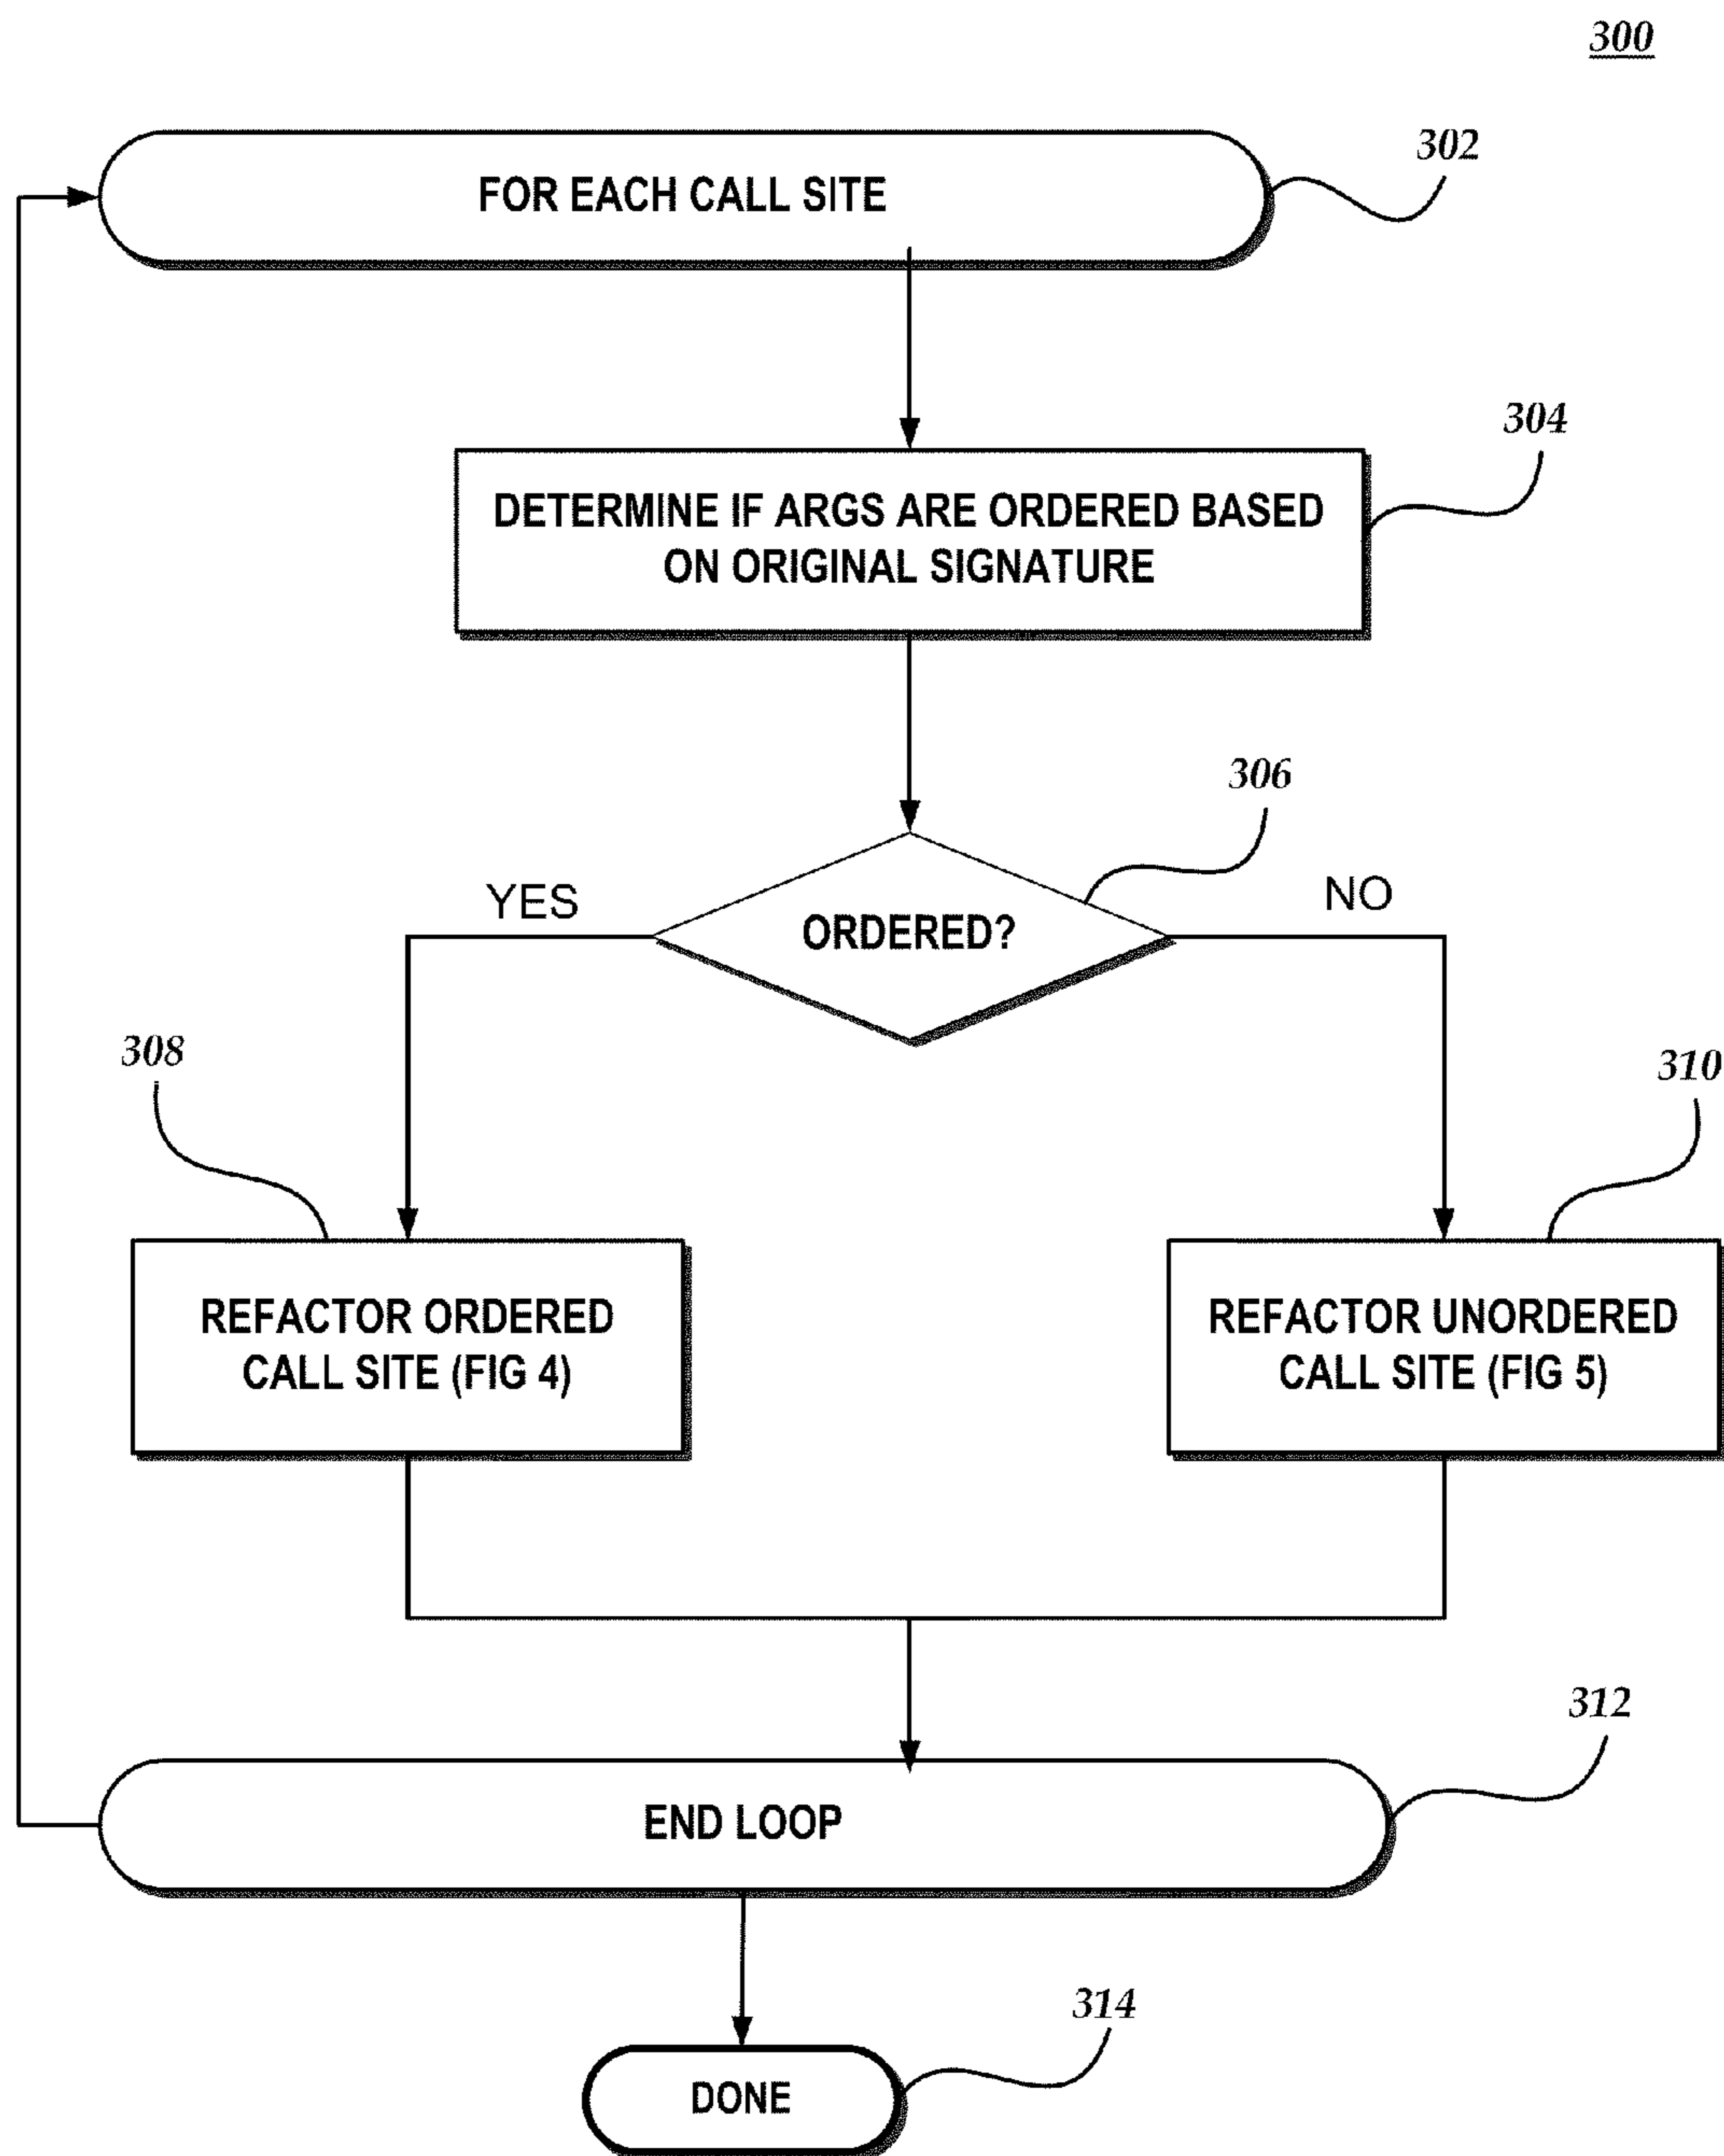 300
302
FOR EACH CALL SITE
304
DETERMINE IF ARGS ARE ORDERED BASED
ON ORIGINAL SIGNATURE
306
YES
NO
ORDERED?
308
310
REFACTOR ORDERED
CALL SITE (FIG 4)
REFACTOR UNORDERED
CALL SITE (FIG 5)
312
END LOOP
314
DONE